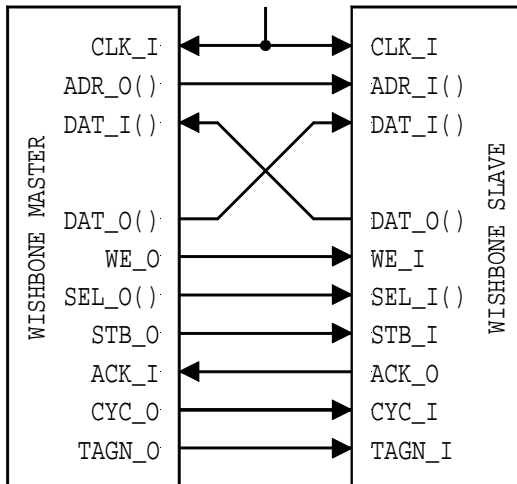 WISHBONE MASTER
CLK_I
ADR_O()
DAT_I()
DAT_O()
WE_O
SEL_O()
STB_O
ACK_I
CYC_O
TAGN_O
CLK_I
ADR_I()
DAT_I()
DAT_O()
WE_I
SEL_I()
STB_I
ACK_O
CYC_I
TAGN_I
WISHBONE SLAVE